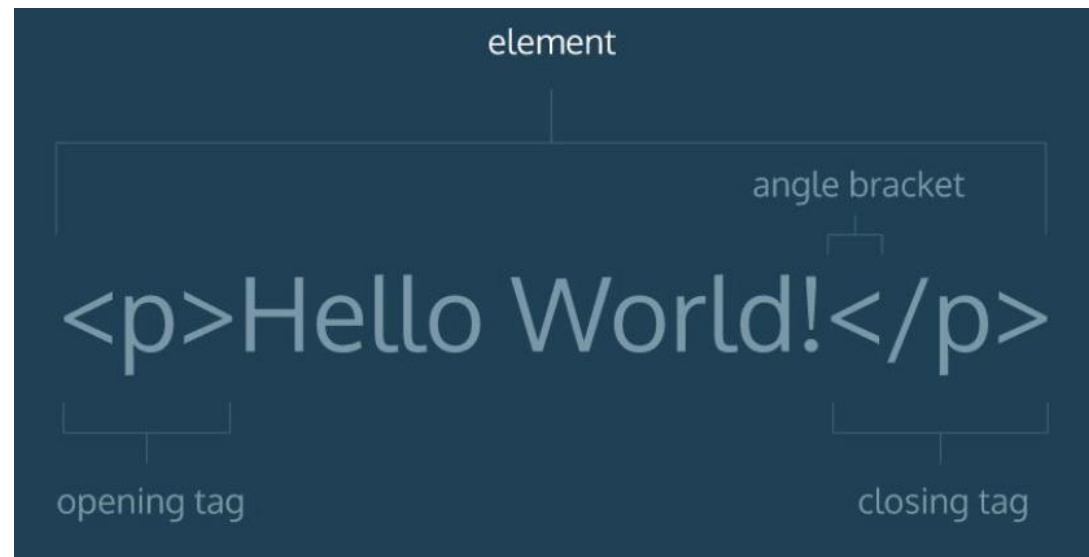 element
angle bracket
<p>Hello World!</p>
opening tag
closing tag